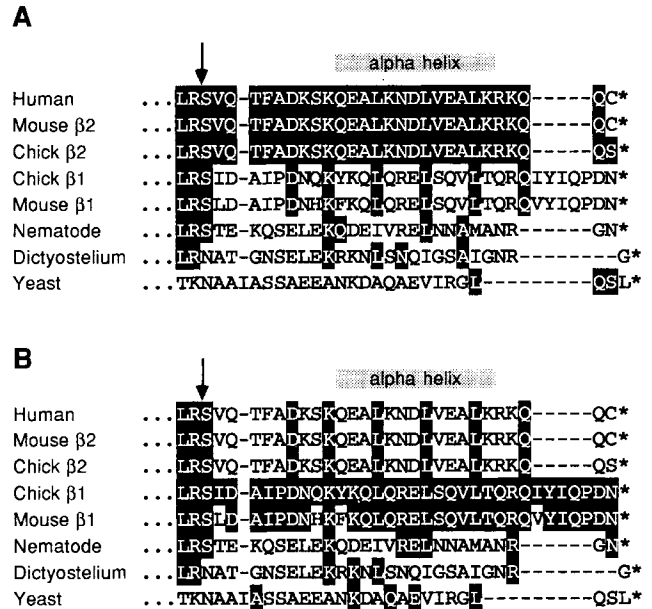 A
alpha helix
Human ...LRSVQ-TFADKSKQEALKNDLVEALKRKQ------QC*
Mouse β2 ...LRSVQ-TFADKSKQEALKNDLVEALKRKQ------QC*
Chick β2 ...LRSVQ-TFADKSKQEALKNDLVEALKRKQ------QS*
Chick β1 ...LRSID-AIPDNQKYKQLQRELSQVLTQRQIYIQPDN*
Mouse β1 ...LRSLD-AIPDNHKFKQLQRELSQVLTQRQVYIQPDN*
Nematode ...LRSTE-KQSELEKQDEIVRELNNAMANR-------GN*
Dictyostelium ...LRNAT-GNSELEKRKNLSNQIGSAIGNR---------G*
Yeast ...TKNAAIASSAEEANKDAQAEVIRGL----------QSL*
B
alpha helix
Human ...LRSVQ-TFADKSKQEALKNDLVEALKRKQ------QC*
Mouse β2 ...LRSVQ-TFADKSKQEALKNDLVEALKRKQ------QC*
Chick β2 ...LRSVQ-TFADKSKQEALKNDLVEALKRKQ------QS*
Chick β1 ...LRSID-AIPDNQKYKQLQRELSQVLTQRQIYIQPDN*
Mouse β1 ...LRSLD-AIPDNHKFKQLQRELSQVLTQRQVYIQPDN*
Nematode ...LRSTE-KQSELEKQDEIVRELNNAMANR-------GN*
Dictyostelium ...LRNAT-GNSELEKRKNLSNQIGSAIGNR---------G*
Yeast ...TKNAAIASSAEEANKDAQAEVIRGL----------QSL*